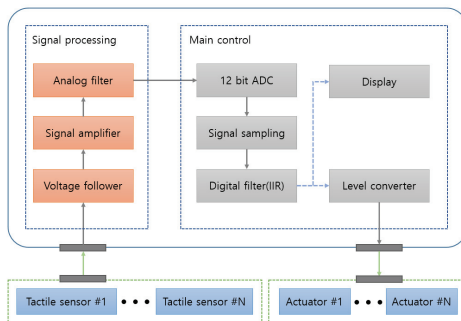 Signal processing
Main control
Analog filter
12 bit ADC
Display
Signal amplifier
Signal sampling
Voltage follower
Digital filter(IIR)
Level converter
Tactile sensor #1 • • • Tactile sensor #N
Actuator #1 • • • Actuator #N